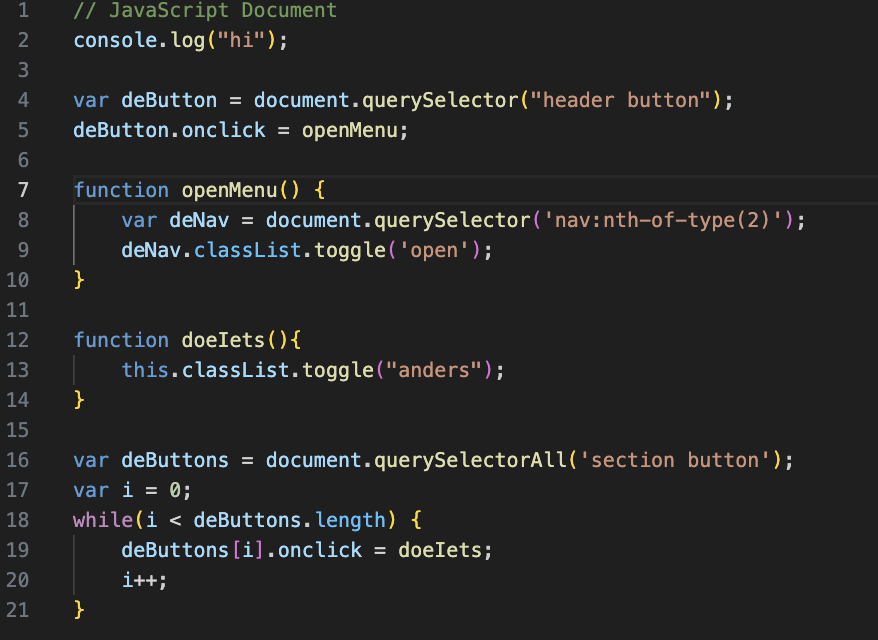 1 // JavaScript Document
2 console.log("hi");
3
4 var deButton = document.querySelector("header button");
5 deButton.onclick = openMenu;
6
7 function openMenu() {
8     var deNav = document.querySelector('nav:nth-of-type(2)');
9     deNav.classList.toggle('open');
10 }
11
12 function doeIets(){
13     this.classList.toggle("anders");
14 }
15
16 var deButtons = document.querySelectorAll('section button');
17 var i = 0;
18 while(i < deButtons.length) {
19     deButtons[i].onclick = doeIets;
20     i++;
21 }